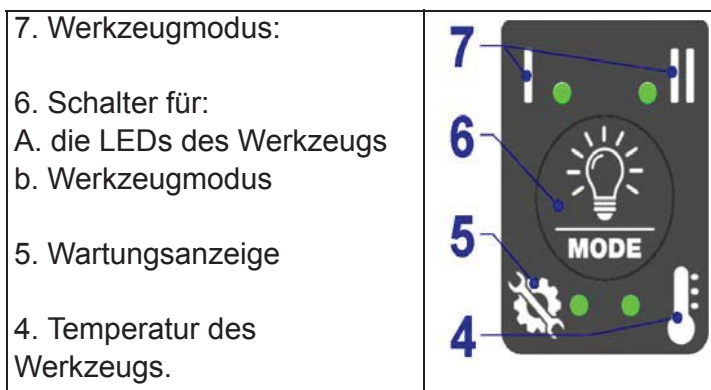 7. Werkzeugmodus:
6. Schalter für:
A. die LEDs des Werkzeugs
b. Werkzeugmodus
5. Wartungsanzeige
4. Temperatur des
Werkzeugs.
7
I II
6
MODE
5
4